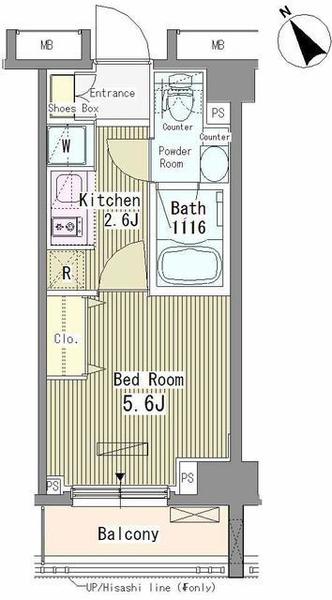 N
MB
MB
Entrance
Shoes Box
Counter
PS
W
Powder
Room
Counter
Kitchen
2.6J
Bath
1116
R
Clo.
Bed Room
5.6J
PS
PS
Balcony
UP/Hisashi line (4Fonly)